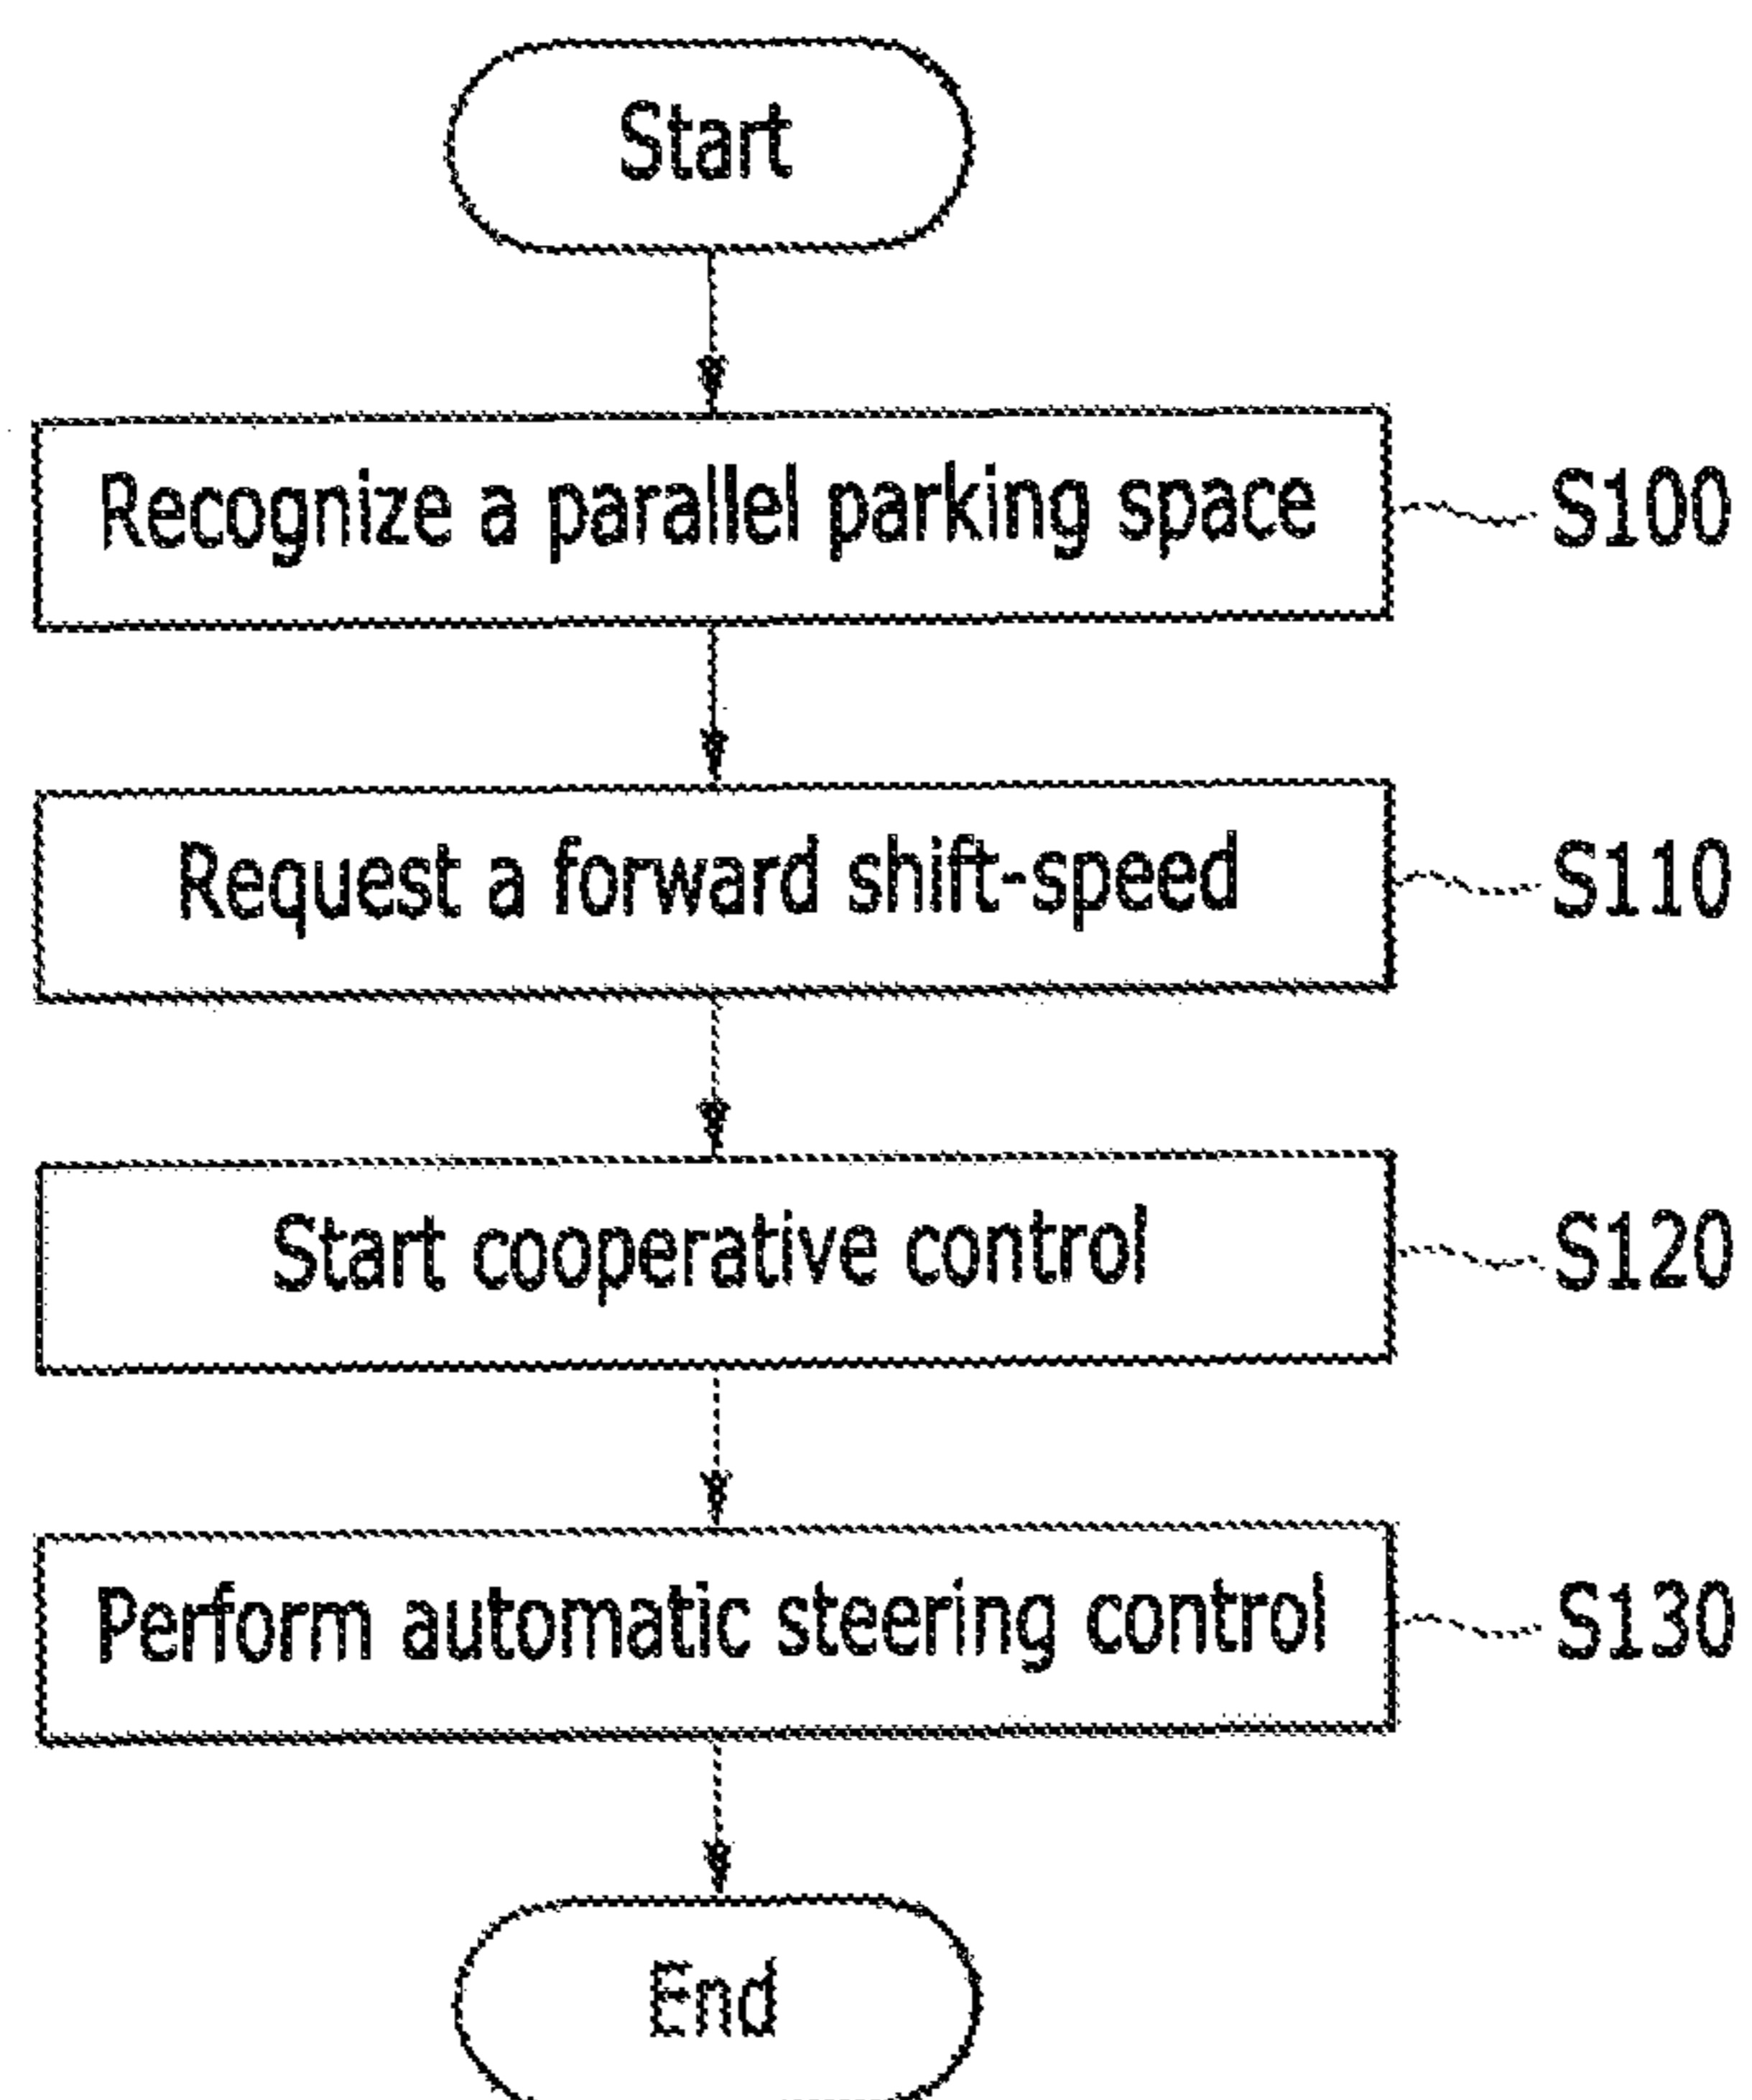 Start
Recognize a parallel parking space
S100
Request a forward shift-speed
S110
Start cooperative control
S120
Perform automatic steering control
S130
End